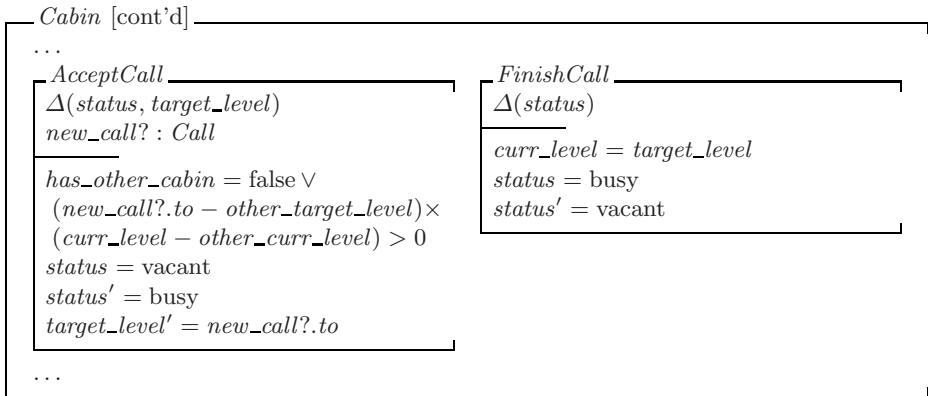 Cabin [cont'd]
...
AcceptCall
Δ(status, target_level)
new_call? : Call
has_other_cabin = false ∨
(new_call?.to − other_target_level)×
(curr_level − other_curr_level) > 0
status = vacant
status′ = busy
target_level′ = new_call?.to
FinishCall
Δ(status)
curr_level = target_level
status = busy
status′ = vacant
...